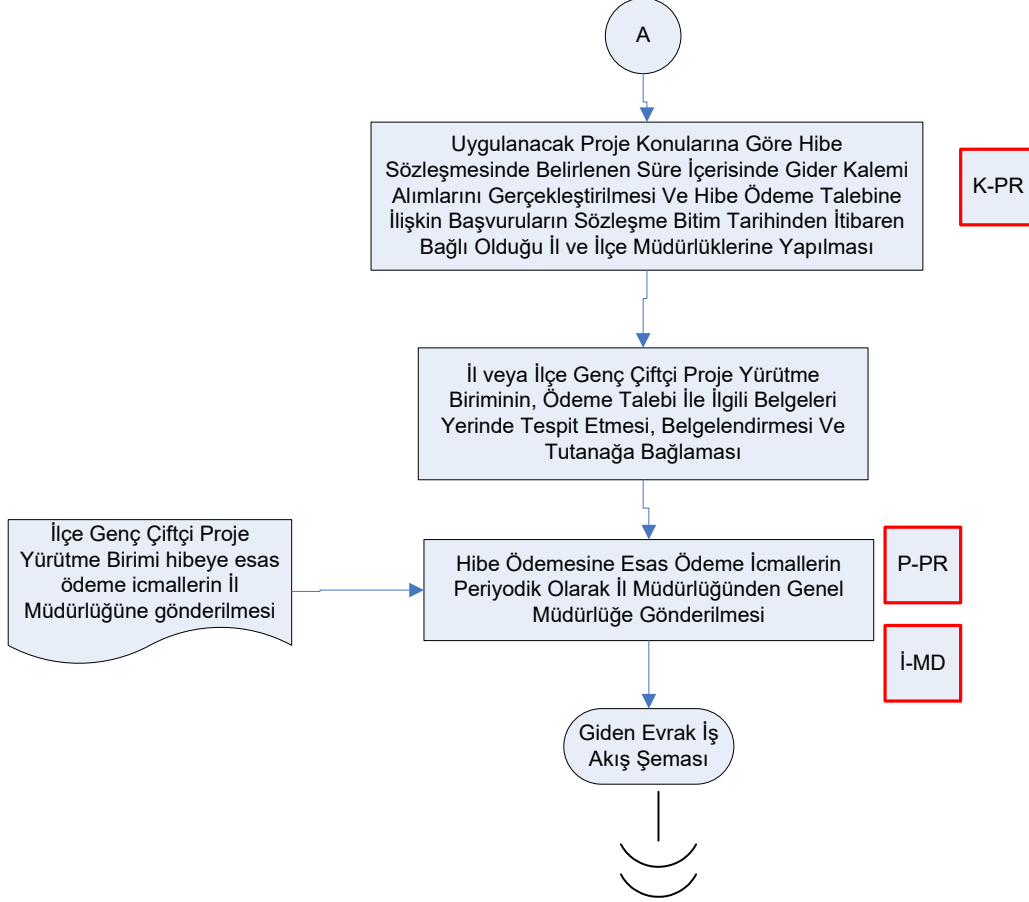 A
Uygulanacak Proje Konularına Göre Hibe
Sözleşmesinde Belirlenen Süre İçerisinde Gider Kalemi
Alımlarını Gerçekleştirilmesi Ve Hibe Ödeme Talebine
İlişkin Başvuruların Sözleşme Bitim Tarihinden İtibaren
Bağlı Olduğu İl ve İlçe Müdürlüklerine Yapılması
K-PR
İl veya İlçe Genç Çiftçi Proje Yürütme
Biriminin, Ödeme Talebi İle İlgili Belgeleri
Yerinde Tespit Etmesi, Belgelendirmesi Ve
Tutanağa Bağlaması
İlçe Genç Çiftçi Proje
Yürütme Birimi hibeye esas
ödeme icmallerin İl
Müdürlüğüne gönderilmesi
Hibe Ödemesine Esas Ödeme İcmallerin
Periyodik Olarak İl Müdürlüğünden Genel
Müdürlüğe Gönderilmesi
P-PR
İ-MD
Giden Evrak İş
Akış Şeması